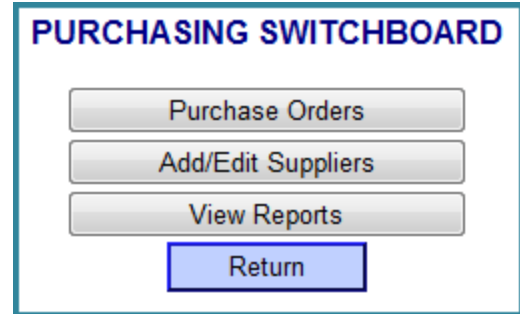 PURCHASING SWITCHBOARD
Purchase Orders
Add/Edit Suppliers
View Reports
Return